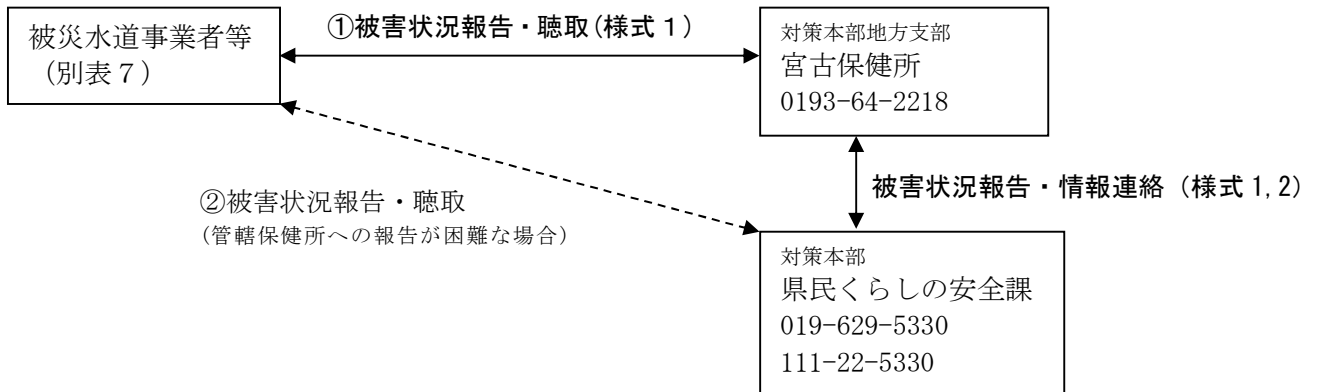 被災水道事業者等
（別表７）
①被害状況報告・聴取(様式１)
対策本部地方支部
宮古保健所
0193-64-2218
被害状況報告・情報連絡（様式1,2）
②被害状況報告・聴取
(管轄保健所への報告が困難な場合)
対策本部
県民くらしの安全課
019-629-5330
111-22-5330